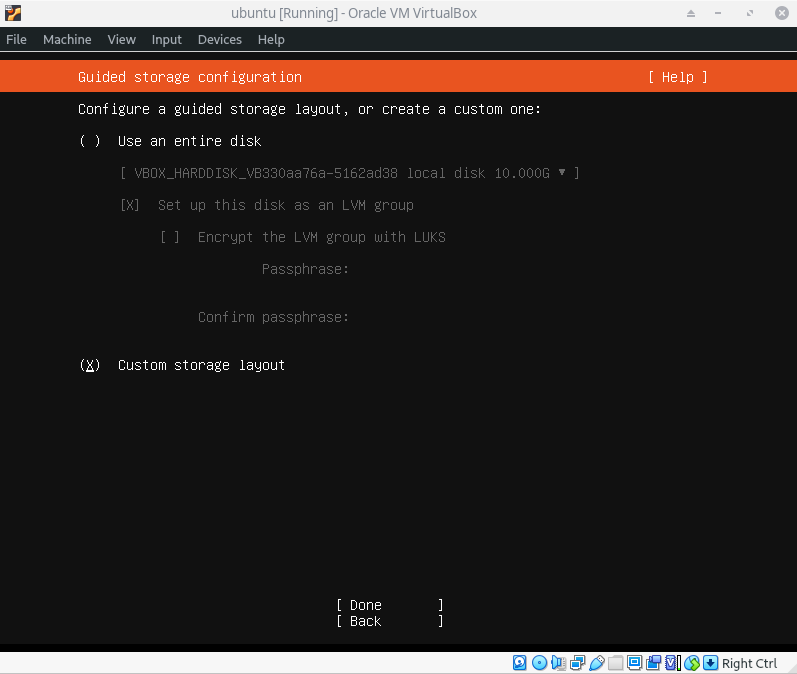 ubuntu [Running] - Oracle VM VirtualBox
File Machine View Input Devices Help
Guided storage configuration [ Help ]
Configure a guided storage layout, or create a custom one:
( ) Use an entire disk
[ VBOX_HARDDISK_VB330aa76a-5162ad38 local disk 10.000G ▾ ]
[X] Set up this disk as an LVM group
[ ] Encrypt the LVM group with LUKS
Passphrase:
Confirm passphrase:
(X) Custom storage layout
[ Done ]
[ Back ]
Right Ctrl